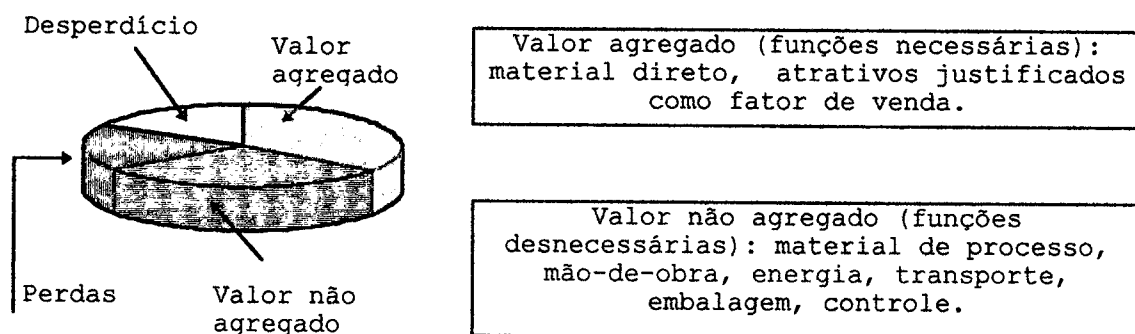 Desperdício
Valor
agregado
Perdas
Valor não
agregado
Valor agregado (funções necessárias):
material direto, atrativos justificados
como fator de venda.
Valor não agregado (funções
desnecessárias): material de processo,
mão-de-obra, energia, transporte,
embalagem, controle.